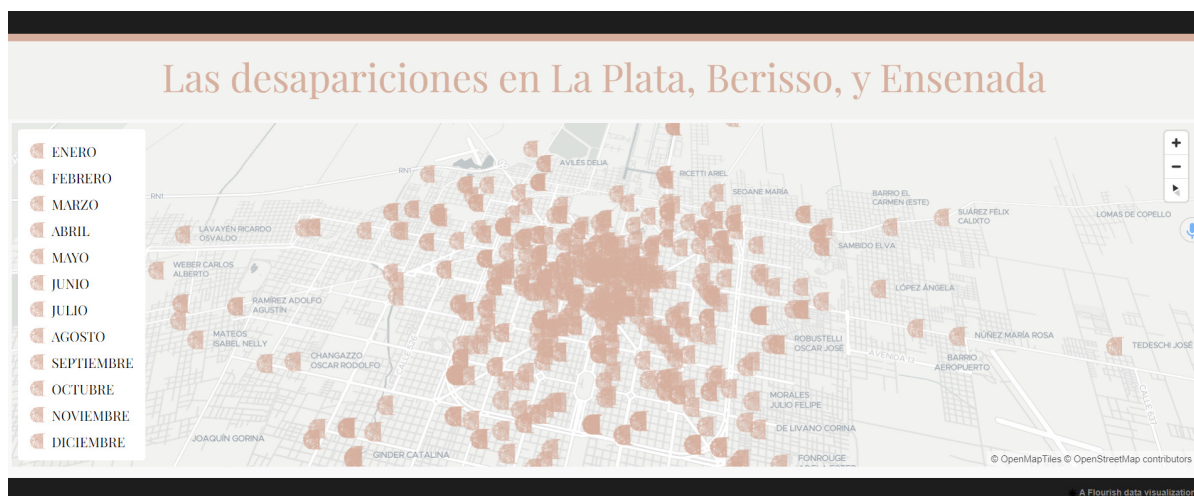 Las desapariciones en La Plata, Berisso, y Ensenada
ENERO
FEBRERO
MARZO
ABRIL
MAYO
JUNIO
JULIO
AGOSTO
SEPTIEMBRE
OCTUBRE
NOVIEMBRE
DICIEMBRE
AVILÉS DELIA
RN1
RICETTI ARIEL
RN1
SEOANE MARÍA
BARRIO EL
CARMEN (ESTE)
SUÁREZ FÉLIX
CALIXTO
LOMAS DE COPELLO
LAVAYÉN RICARDO
OSVALDO
SAMBIDO ELVA
WEBER CARLOS
ALBERTO
LÓPEZ ÁNGELA
RAMÍREZ ADOLFO
AGUSTÍN
MATEOS
ISABEL NELLY
ROBUSTELLI
OSCAR JOSÉ
NÚÑEZ MARÍA ROSA
TEDESCHI JOSÉ
CHANGAZZO
OSCAR RODOLFO
AVENIDA 13
BARRIO
AEROPUERTO
MORALES
JULIO FELIPE
CALLE 637
DE LIVANO CORINA
JOAQUÍN GORINA
GINDER CATALINA
FONROUGE
© OpenMapTiles © OpenStreetMap contributors
A Flourish data visualization